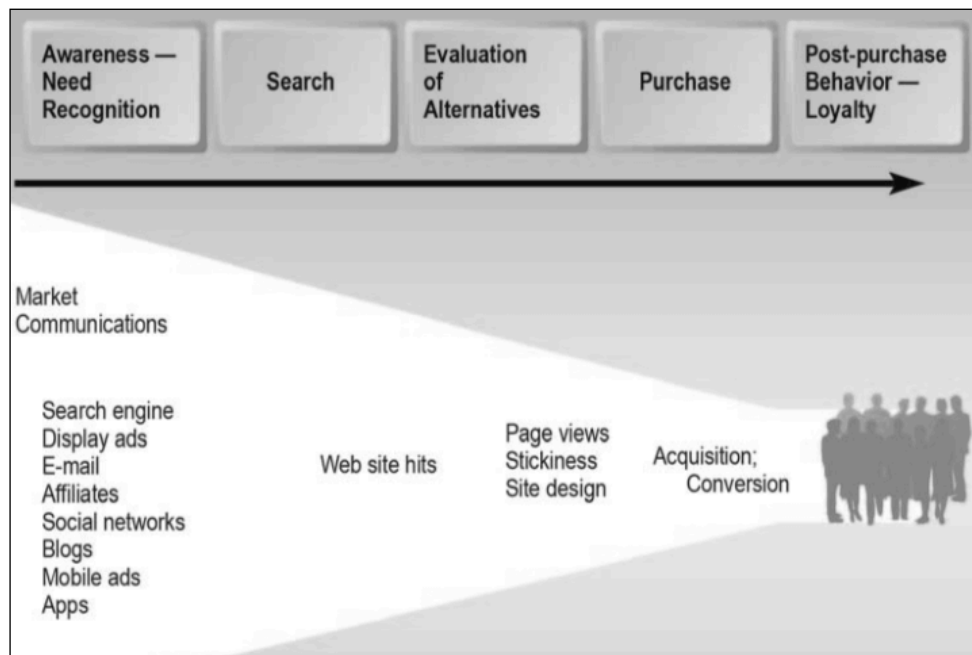 Awareness —
Need
Recognition
Search
Evaluation
of
Alternatives
Purchase
Post-purchase
Behavior —
Loyalty
Market
Communications
Search engine
Display ads
E-mail
Affiliates
Social networks
Blogs
Mobile ads
Apps
Web site hits
Page views
Stickiness
Site design
Acquisition;
Conversion